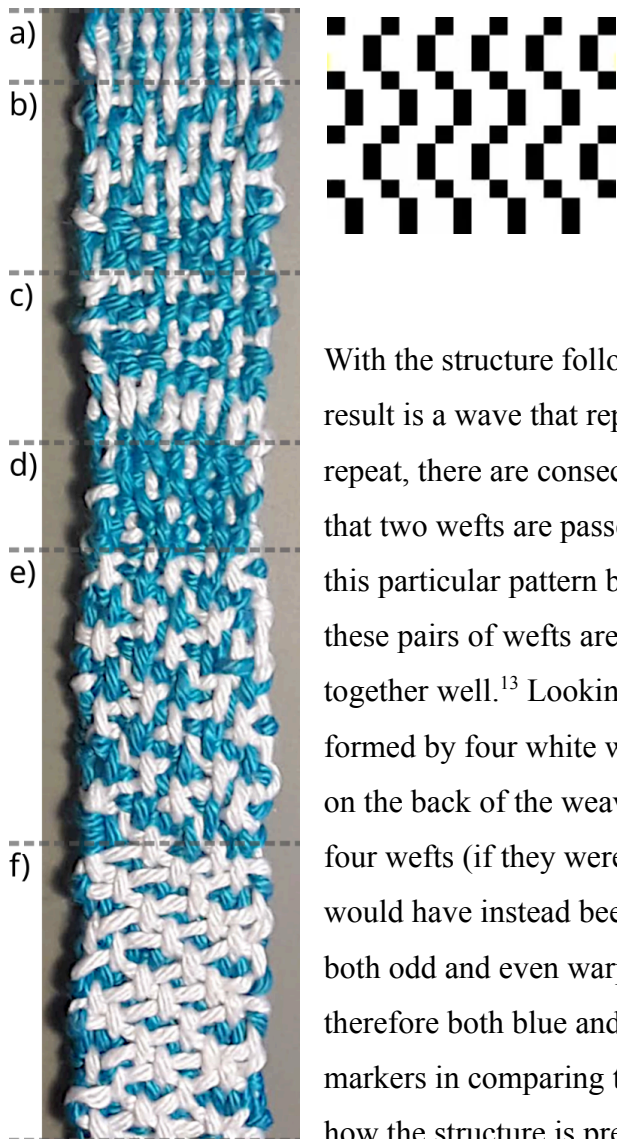 a)
b)
c)
d)
e)
f)
With the structure follo
result is a wave that rep
repeat, there are consec
that two wefts are passe
this particular pattern b
these pairs of wefts are
together well.13 Lookin
formed by four white w
on the back of the weav
four wefts (if they were
would have instead bee
both odd and even warp
therefore both blue and
markers in comparing t
how the structure is pre